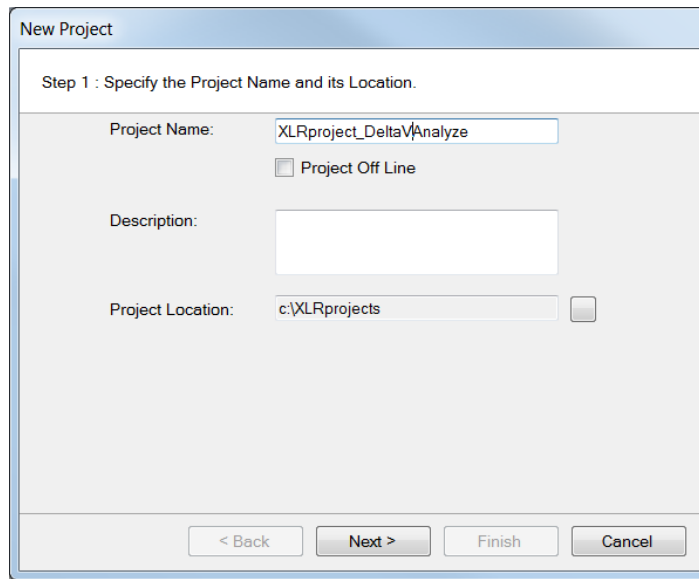 New Project
Step 1 : Specify the Project Name and its Location.
Project Name: XLRproject_DeltaVAnalyze
Project Off Line
Description:
Project Location: c:\XLRprojects
< Back Next > Finish Cancel